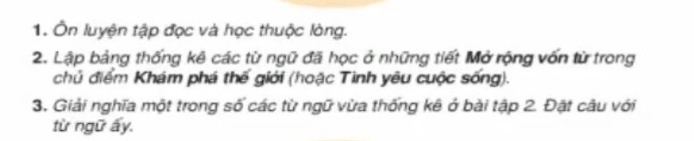 1. Ôn luyện tập đọc và học thuộc lòng.
2. Lập bảng thống kê các từ ngữ đã học ở những tiết Mở rộng vốn từ trong
chủ điểm Khám phá thế giới (hoặc Tình yêu cuộc sống).
3. Giải nghĩa một trong số các từ ngữ vừa thống kê ở bài tập 2. Đặt câu với
từ ngữ ấy.